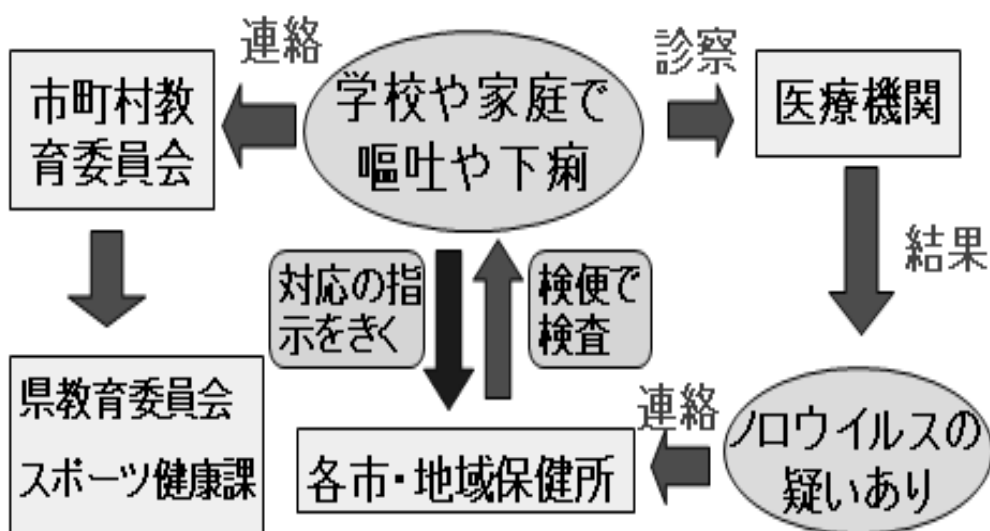 連絡
診察
市町村教
育委員会
学校や家庭で
嘔吐や下痢
医療機関
対応の指
示をきく
検便で
検査
結果
県教育委員会
スポーツ健康課
各市・地域保健所
連絡
ノロウイルスの
疑いあり